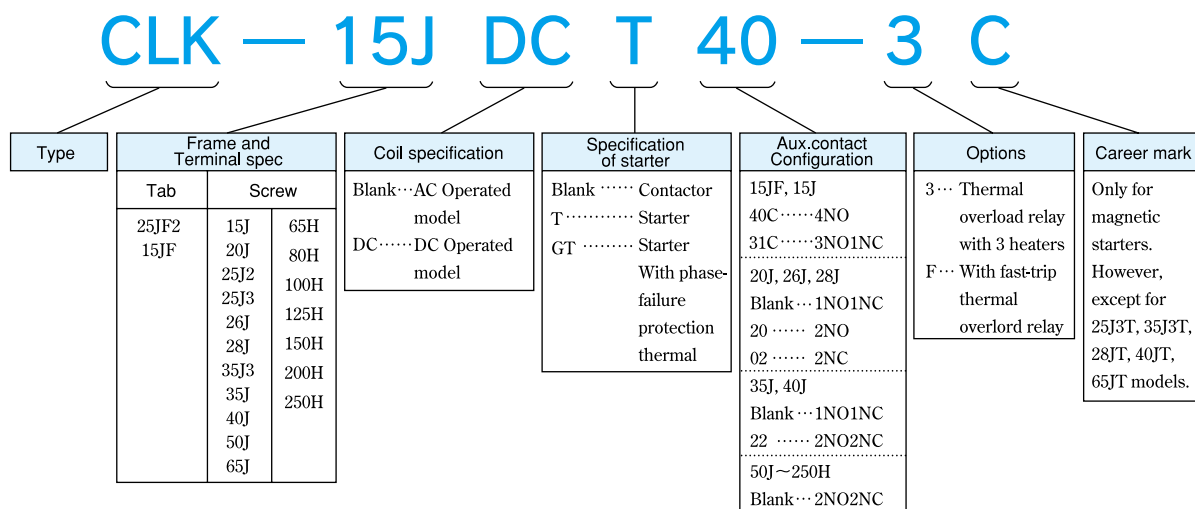 CLK — 15J DC T 40 — 3 C
Type
Frame and
Terminal spec
Tab
Screw
25JF2
15JF
15J
20J
25J2
25J3
26J
28J
35J3
35J
40J
50J
65J
65H
80H
100H
125H
150H
200H
250H
Coil specification
Blank…AC Operated
model
DC……DC Operated
model
Specification
of starter
Blank …… Contactor
T………… Starter
GT ……… Starter
With phase-
failure
protection
thermal
Aux.contact
Configuration
15JF, 15J
40C……4NO
31C……3NO1NC
20J, 26J, 28J
Blank…1NO1NC
20 …… 2NO
02 …… 2NC
35J, 40J
Blank…1NO1NC
22 …… 2NO2NC
50J~250H
Blank…2NO2NC
Options
3… Thermal
overload relay
with 3 heaters
F… With fast-trip
thermal
overlord relay
Career mark
Only for
magnetic
starters.
However,
except for
25J3T, 35J3T,
28JT, 40JT,
65JT models.